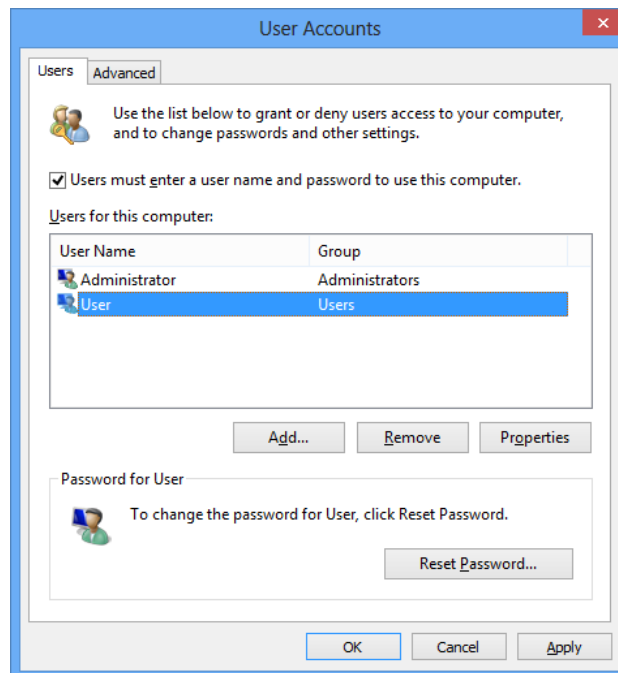 User Accounts
Users
Advanced
Use the list below to grant or deny users access to your computer,
and to change passwords and other settings.
Users must enter a user name and password to use this computer.
Users for this computer:
User Name Group
Administrator Administrators
User Users
Add... Remove Properties
Password for User
To change the password for User, click Reset Password.
Reset Password...
OK Cancel Apply